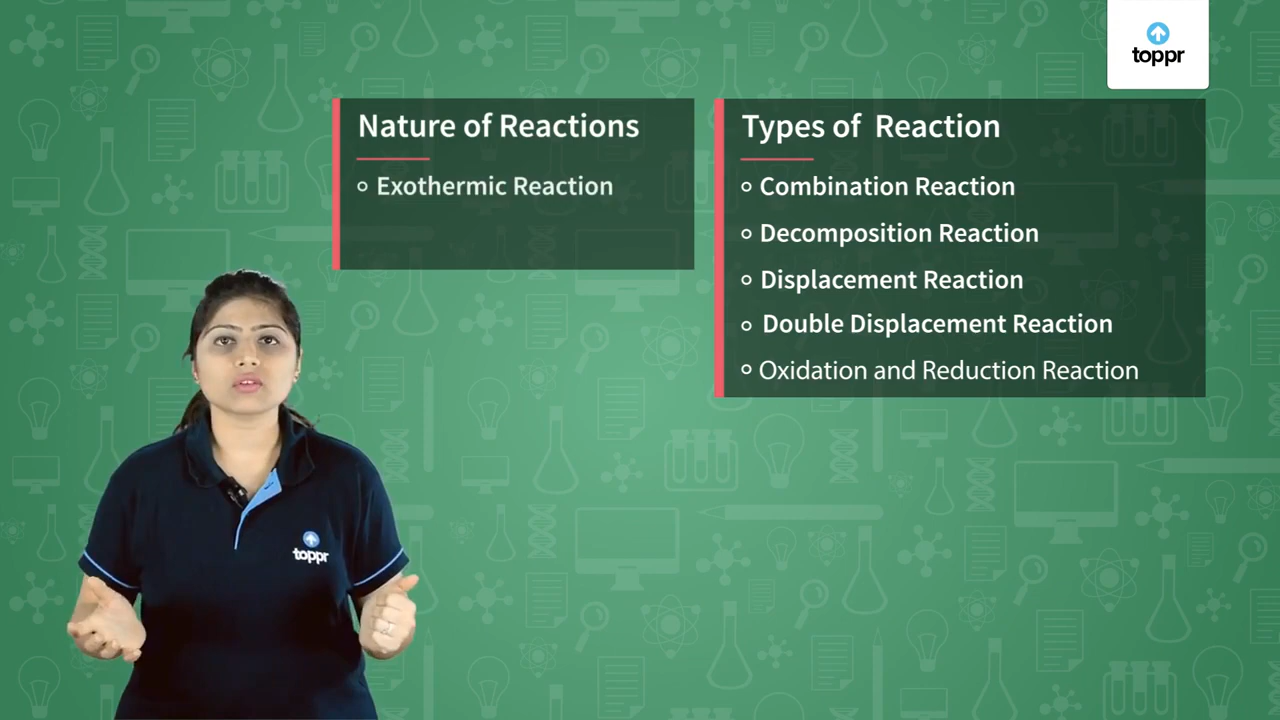 toppr
Nature of Reactions
Exothermic Reaction
Types of Reaction
Combination Reaction
Decomposition Reaction
Displacement Reaction
Double Displacement Reaction
Oxidation and Reduction Reaction
toppr